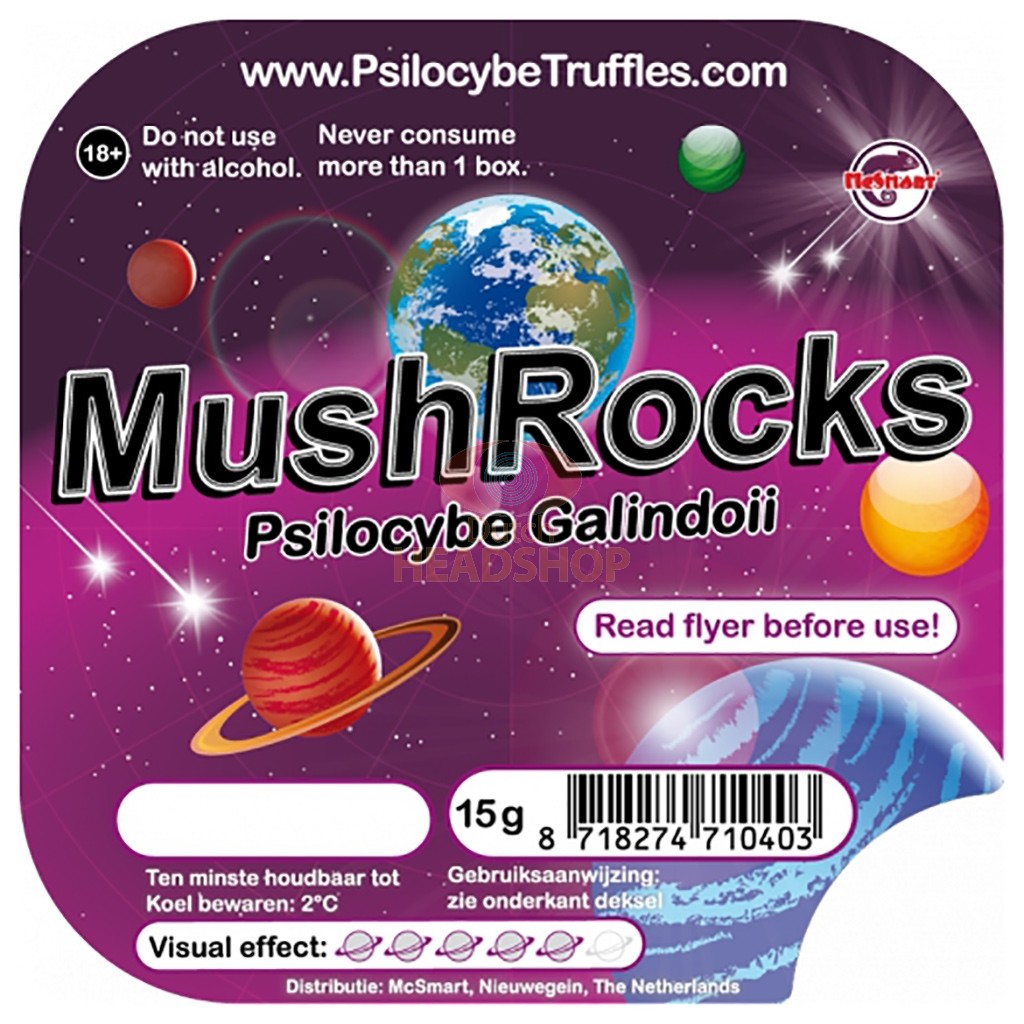 www.PsilocybeTruffles.com
18+
Do not use
with alcohol.
Never consume
more than 1 box.
McSmart
MushRocks
Psilocybe Galindoii
DUTCH
HEADSHOP
Read flyer before use!
15g
8 718274 710403
Ten minste houdbaar tot
Koel bewaren: 2°C
Gebruiksaanwijzing:
zie onderkant deksel
Visual effect:
Distributie: McSmart, Nieuwegein, The Netherlands